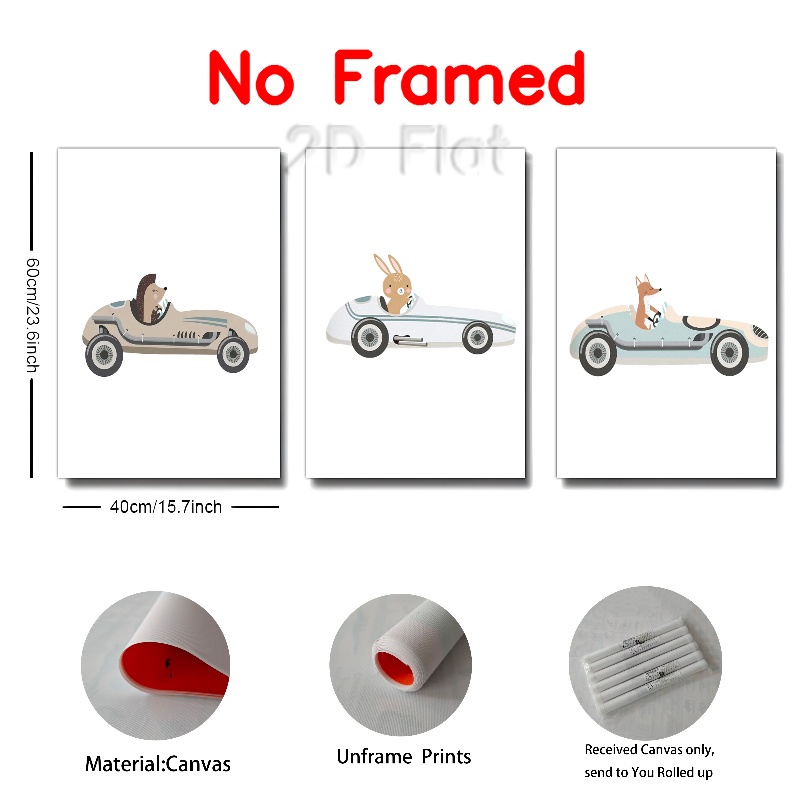 No Framed
2D Flat
60cm/23.6inch
40cm/15.7inch
Material:Canvas
Unframe Prints
Received Canvas only,
send to You Rolled up